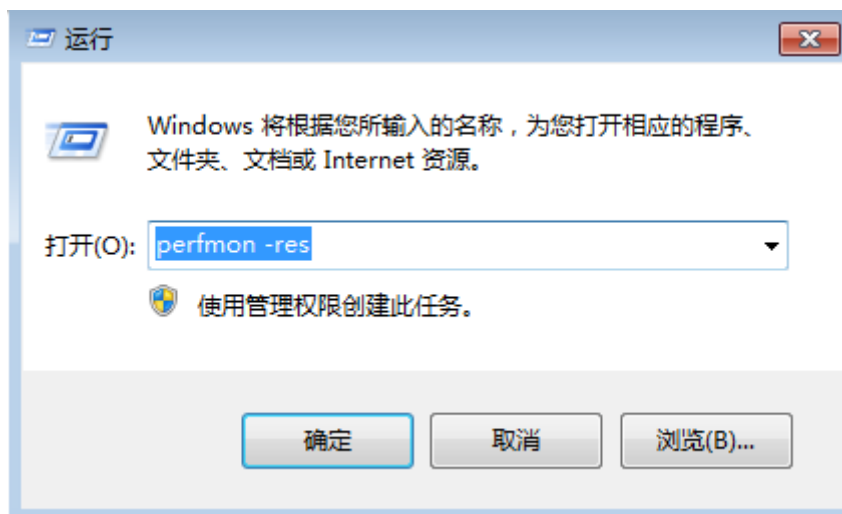 运行
Windows 将根据您所输入的名称，为您打开相应的程序、
文件夹、文档或 Internet 资源。
打开(O): perfmon -res
使用管理权限创建此任务。
确定 取消 浏览(B)...